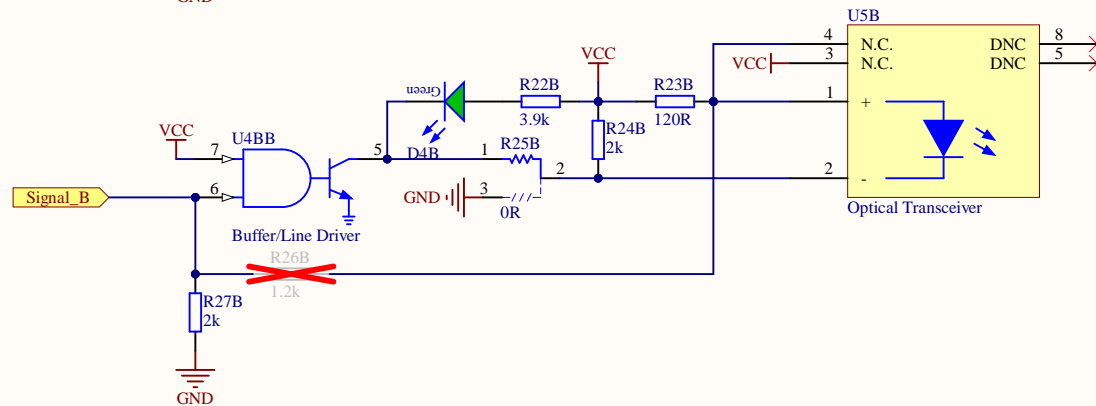 GND
U5B
4 N.C. DNC 8
VCC 3 N.C. DNC 5
VCC
Green
R22B
3.9k
R23B
120R
1 +
R24B
2k
VCC
U4BB
7
5
D4B
1
R25B
2
2 -
6
Signal_B
GND
3
0R
Optical Transceiver
Buffer/Line Driver
R26B
1.2k
R27B
2k
GND